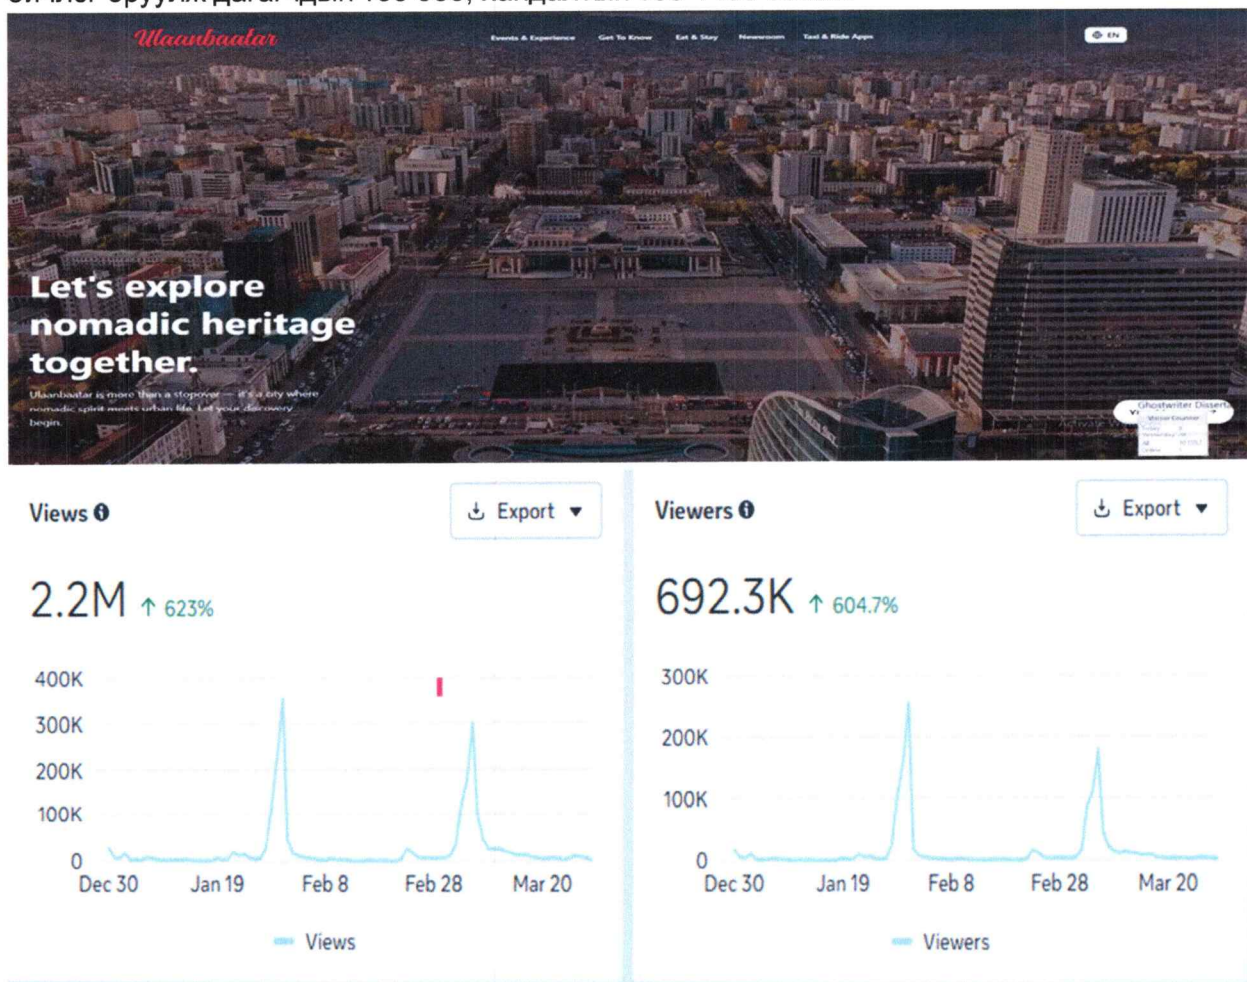 Ulaanbaatar
Events & Experience Get To Know Eat & Stay Newsroom Taxi & Ride Apps
EN
Let's explore
nomadic heritage
together.
Ulaanbaatar is more than a stopover — it's a city where
nomadic spirit meets urban life. Let your discovery
begin.
Ghostwriter
Visitor Counter
Views Export
Viewers Export
2.2M ↑ 623%
692.3K ↑ 604.7%
400K
300K
200K
100K
0
Dec 30 Jan 19 Feb 8 Feb 28 Mar 20
Views
300K
200K
100K
0
Dec 30 Jan 19 Feb 8 Feb 28 Mar 20
Viewers